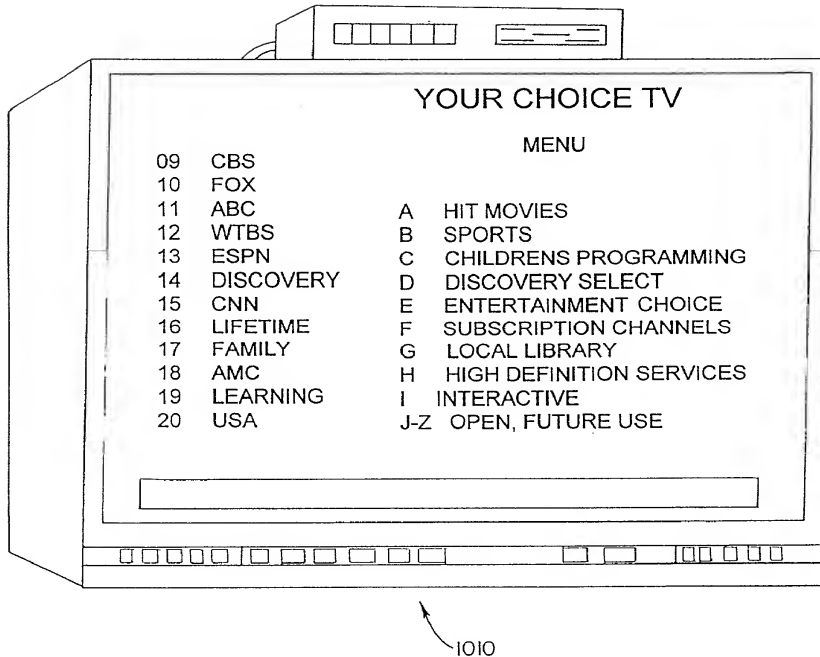 YOUR CHOICE TV
MENU
09 CBS
10 FOX
11 ABC
12 WTBS
13 ESPN
14 DISCOVERY
15 CNN
16 LIFETIME
17 FAMILY
18 AMC
19 LEARNING
20 USA
A HIT MOVIES
B SPORTS
C CHILDRENS PROGRAMMING
D DISCOVERY SELECT
E ENTERTAINMENT CHOICE
F SUBSCRIPTION CHANNELS
G LOCAL LIBRARY
H HIGH DEFINITION SERVICES
I INTERACTIVE
J-Z OPEN, FUTURE USE
1010